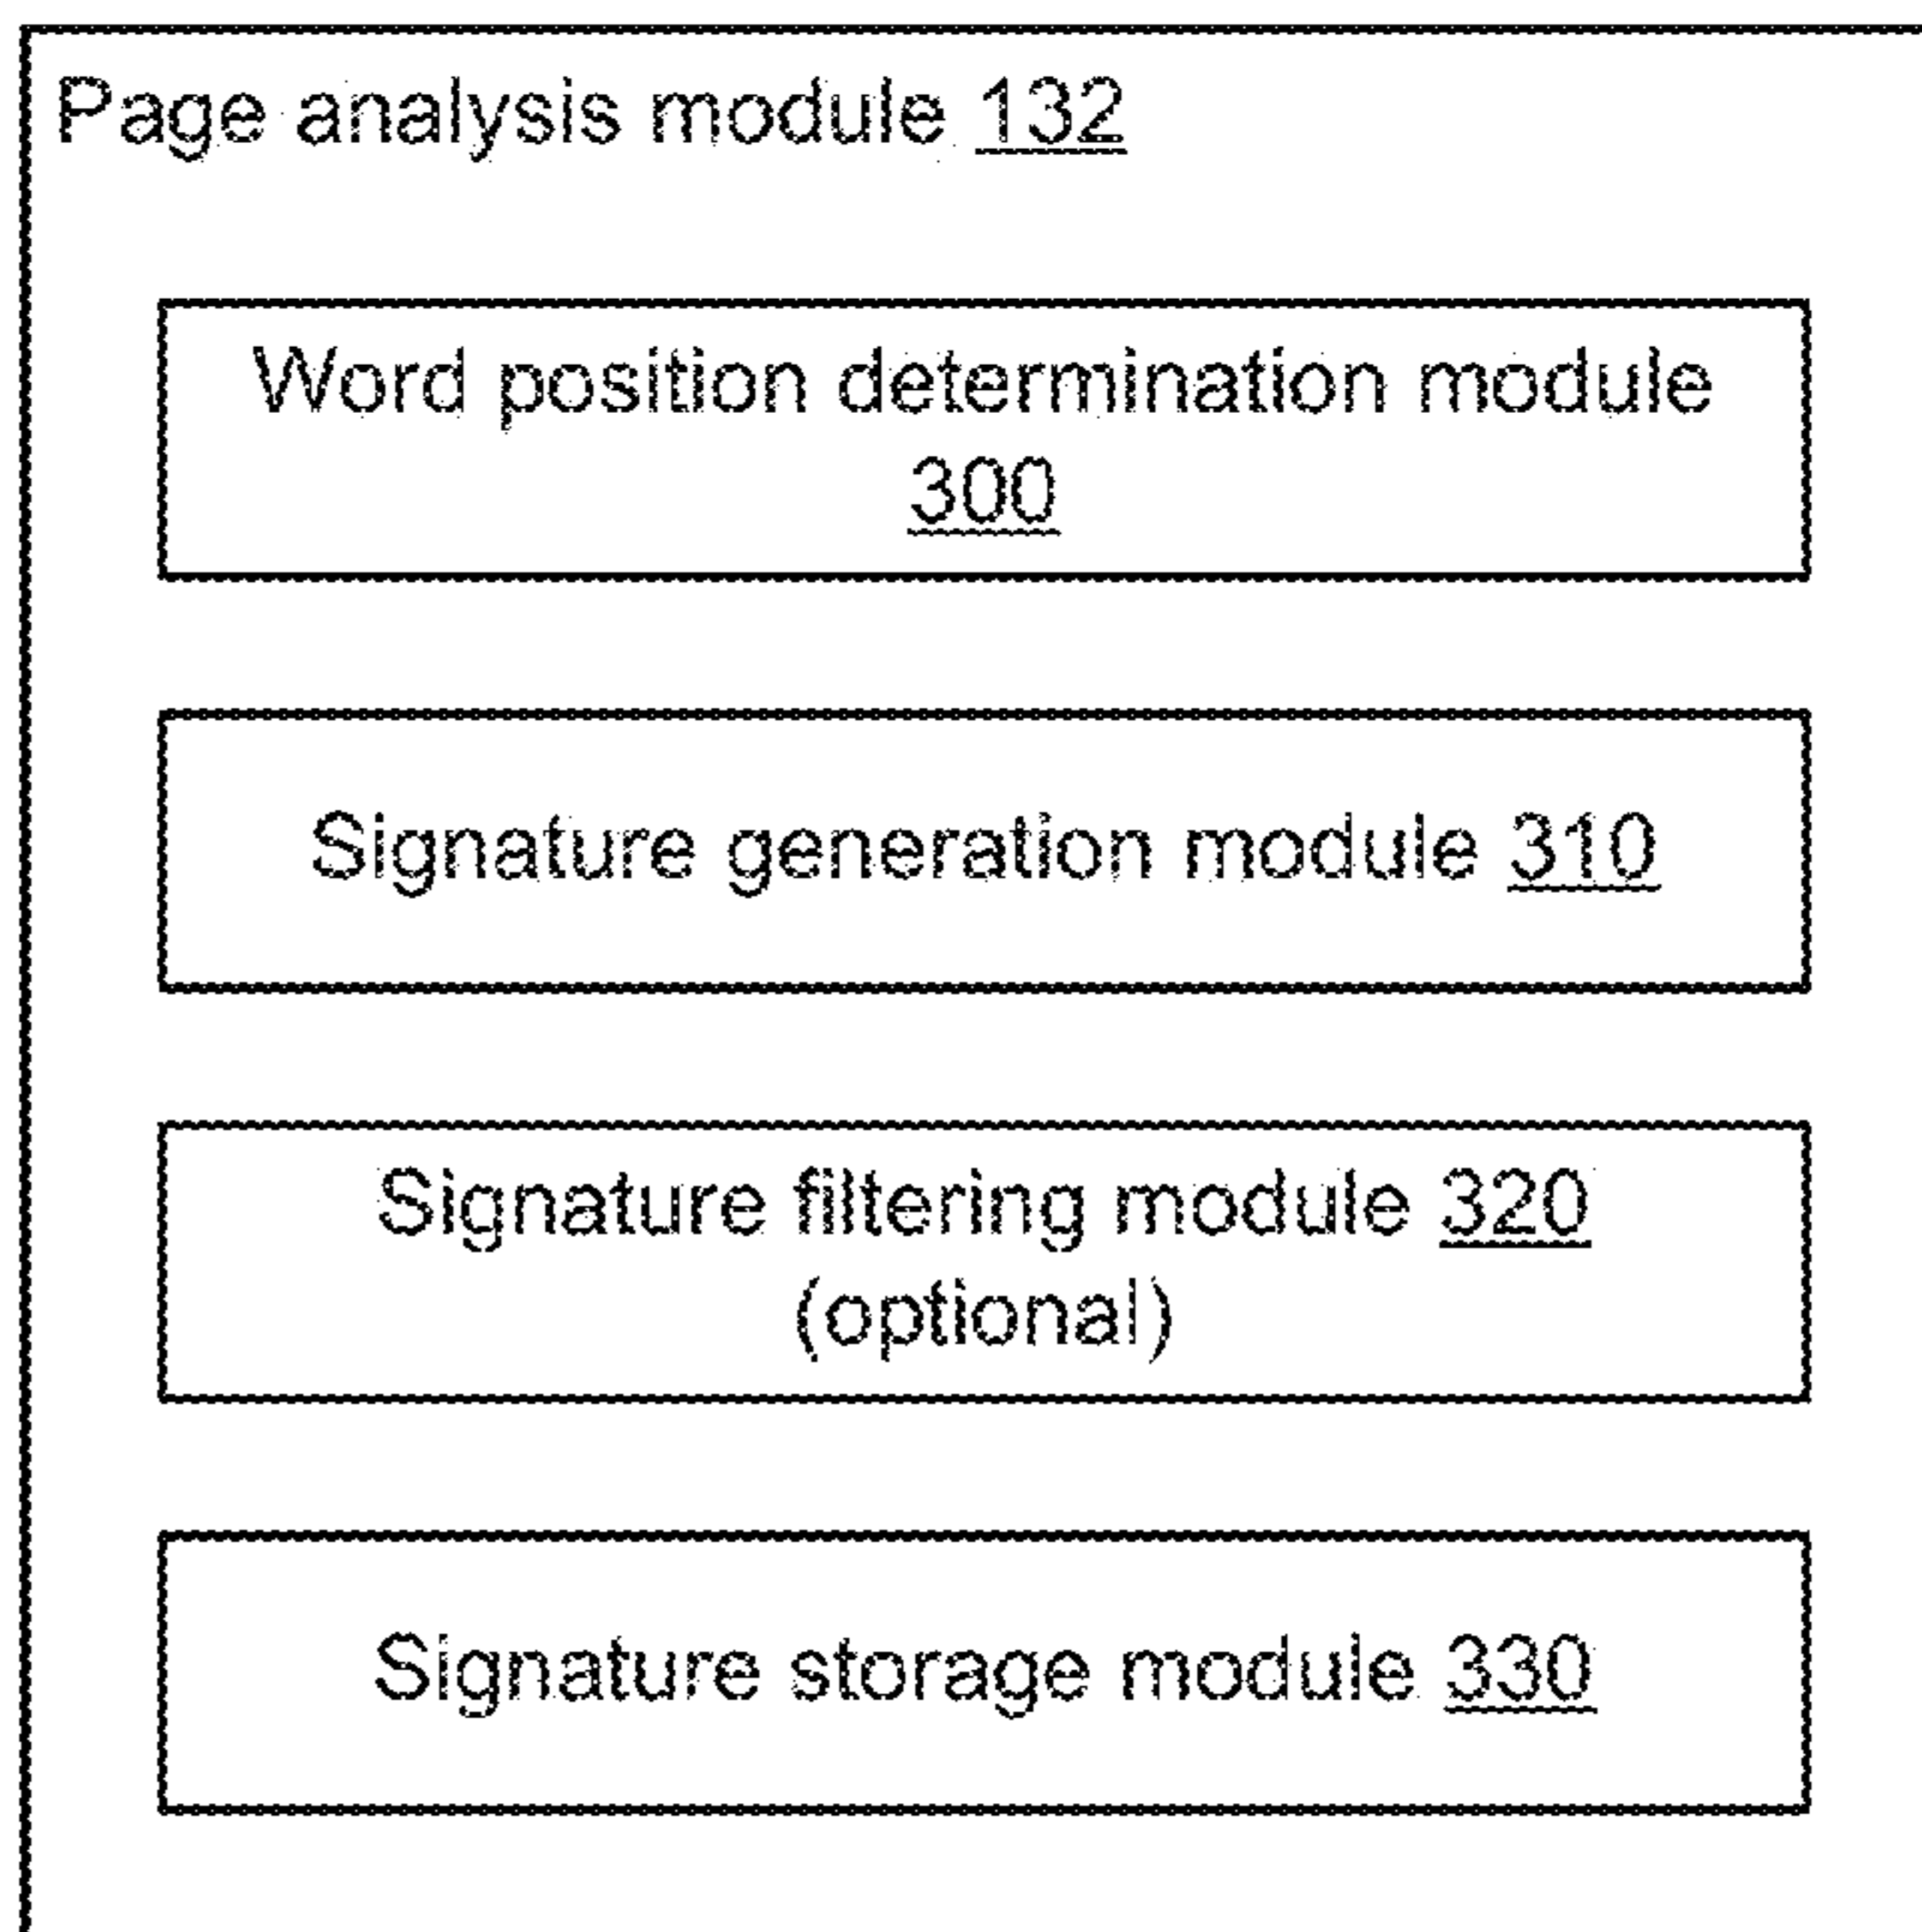 Page analysis module 132
Word position determination module
300
Signature generation module 310
Signature filtering module 320
(optional)
Signature storage module 330